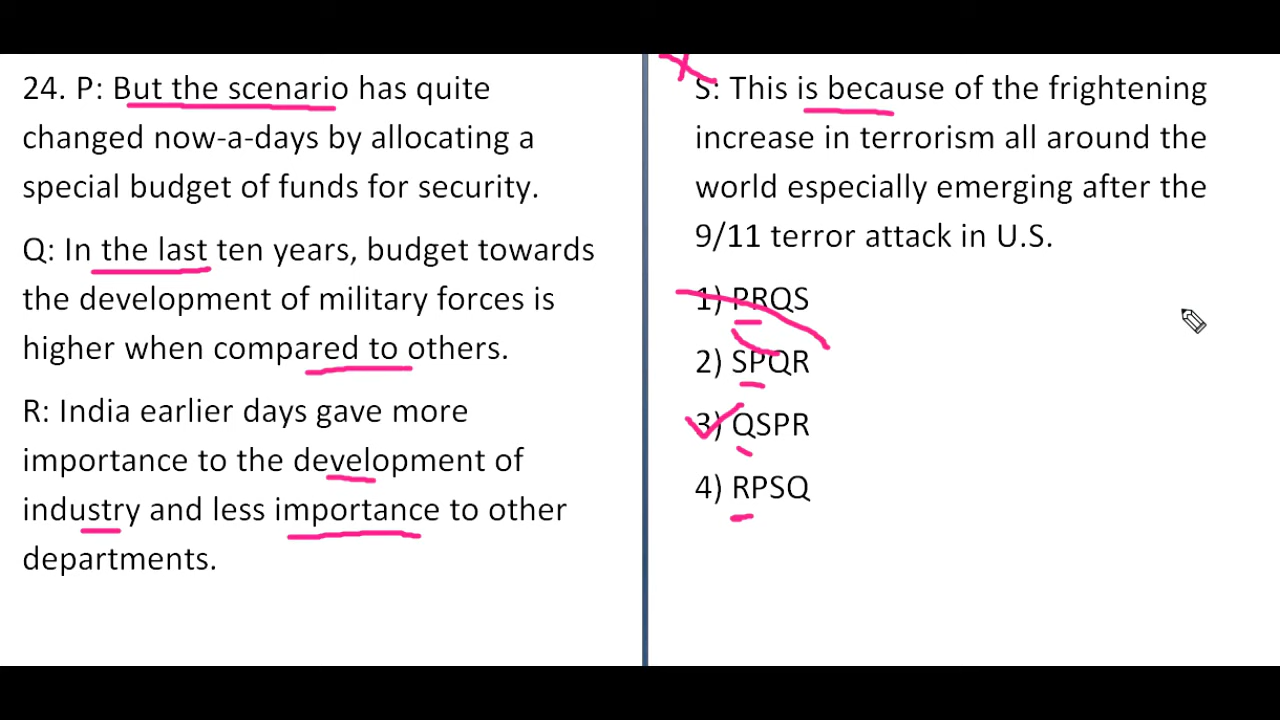 24. P: But the scenario has quite
changed now-a-days by allocating a
special budget of funds for security.
Q: In the last ten years, budget towards
the development of military forces is
higher when compared to others.
R: India earlier days gave more
importance to the development of
industry and less importance to other
departments.
S: This is because of the frightening
increase in terrorism all around the
world especially emerging after the
9/11 terror attack in U.S.
1) PRQS
2) SPQR
3) QSPR
4) RPSQ